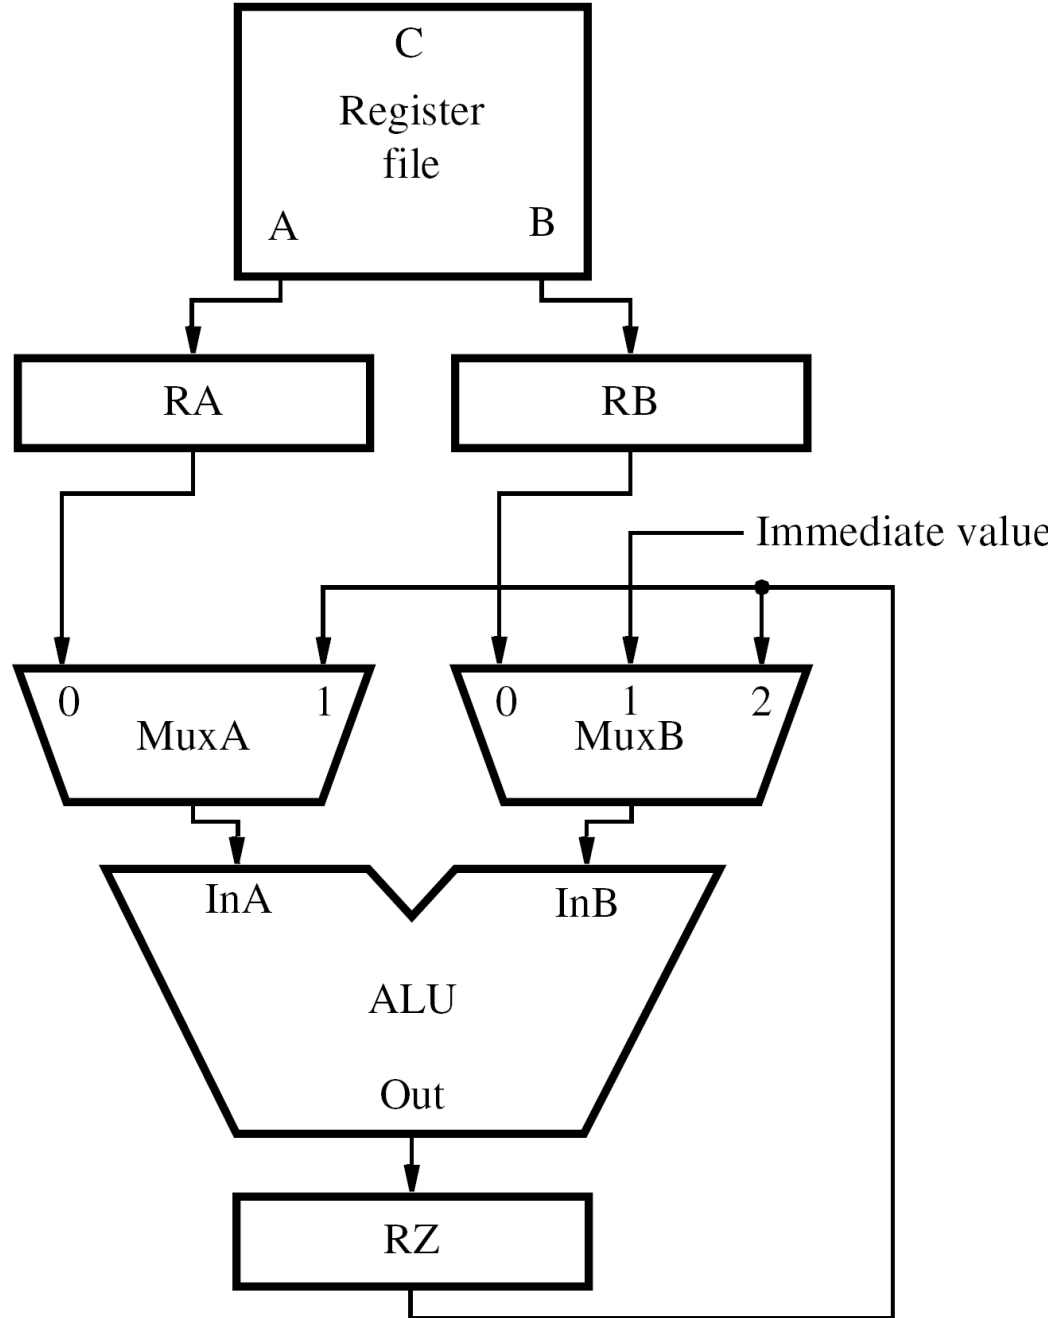 C
Register
file
A
B
RA
RB
Immediate value
0
1
MuxA
0
1
2
MuxB
InA
InB
ALU
Out
RZ